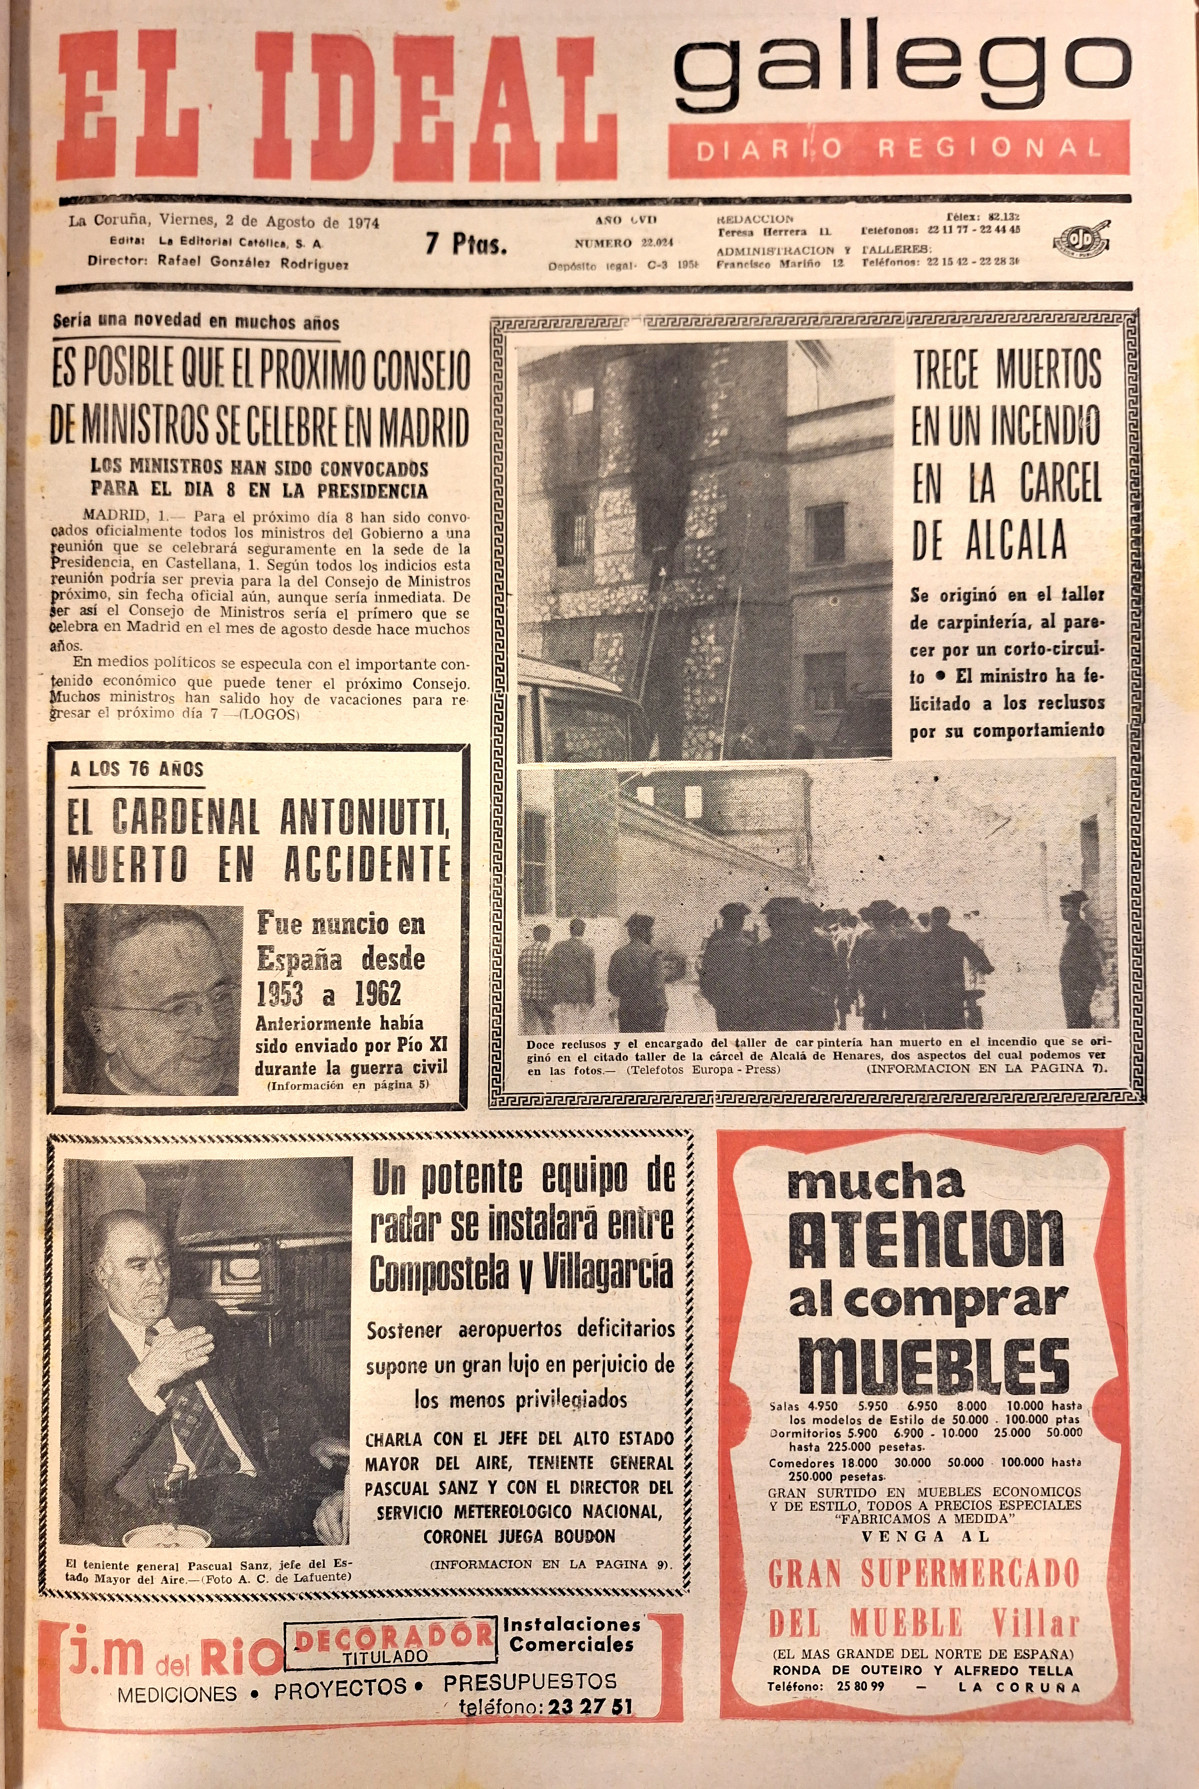 EL IDEAL gallego
DIARIO REGIONAL
La Coruña, Viernes, 2 de Agosto de 1974
Edita: La Editorial Católica, S. A.
Director: Rafael González Rodríguez
7 Ptas.
AÑO LVII
NUMERO 22.024
Depósito legal- C-3 1958
REDACCION
Teresa Herrera 11.
ADMINISTRACION Y TALLERES:
Francisco Mariño 12
Télex: 82.132
Teléfonos: 22 11 77 - 22 44 45
Teléfonos: 22 15 42 - 22 28 30
OJD
Sería una novedad en muchos años
ES POSIBLE QUE EL PROXIMO CONSEJO
DE MINISTROS SE CELEBRE EN MADRID
LOS MINISTROS HAN SIDO CONVOCADOS
PARA EL DIA 8 EN LA PRESIDENCIA
MADRID, 1.— Para el próximo día 8 han sido convo-
cados oficialmente todos los ministros del Gobierno a una
reunión que se celebrará seguramente en la sede de la
Presidencia, en Castellana, 1. Según todos los indicios esta
reunión podría ser previa para la del Consejo de Ministros
próximo, sin fecha oficial aún, aunque sería inmediata. De
ser así el Consejo de Ministros sería el primero que se
celebra en Madrid en el mes de agosto desde hace muchos
años.
En medios políticos se especula con el importante con-
tenido económico que puede tener el próximo Consejo.
Muchos ministros han salido hoy de vacaciones para re-
gresar el próximo día 7 —(LOGOS)
TRECE MUERTOS
EN UN INCENDIO
EN LA CARCEL
DE ALCALA
Se originó en el taller
de carpintería, al pare-
cer por un corto-circui-
to • El ministro ha fe-
licitado a los reclusos
por su comportamiento
Doce reclusos y el encargado del taller de carpintería han muerto en el incendio que se ori-
ginó en el citado taller de la cárcel de Alcalá de Henares, dos aspectos del cual podemos ver
en las fotos.— (Telefotos Europa - Press) (INFORMACION EN LA PAGINA 7).
A LOS 76 AÑOS
EL CARDENAL ANTONIUTTI,
MUERTO EN ACCIDENTE
Fue nuncio en
España desde
1953 a 1962
Anteriormente había
sido enviado por Pío XI
durante la guerra civil
(Información en página 5)
Un potente equipo de
radar se instalará entre
Compostela y Villagarcía
Sostener aeropuertos deficitarios
supone un gran lujo en perjuicio de
los menos privilegiados
CHARLA CON EL JEFE DEL ALTO ESTADO
MAYOR DEL AIRE, TENIENTE GENERAL
PASCUAL SANZ Y CON EL DIRECTOR DEL
SERVICIO METEREOLOGICO NACIONAL,
CORONEL JUEGA BOUDON
(INFORMACION EN LA PAGINA 9).
El teniente general Pascual Sanz, jefe del Es-
tado Mayor del Aire.—(Foto A. C. de Lafuente)
mucha
ATENCION
al comprar
MUEBLES
Salas 4.950 5.950 6.950 8.000 10.000 hasta
los modelos de Estilo de 50.000 - 100.000 ptas
Dormitorios 5.900 6.900 - 10.000 25.000 50.000
hasta 225.000 pesetas.
Comedores 18.000 30.000 50.000 - 100.000 hasta
250.000 pesetas.
GRAN SURTIDO EN MUEBLES ECONOMICOS
Y DE ESTILO, TODOS A PRECIOS ESPECIALES
"FABRICAMOS A MEDIDA"
VENGA AL
GRAN SUPERMERCADO
DEL MUEBLE Villar
(EL MAS GRANDE DEL NORTE DE ESPAÑA)
RONDA DE OUTEIRO Y ALFREDO TELLA
Teléfono: 25 80 99 — LA CORUÑA
j.m del RIO DECORADOR
TITULADO
Instalaciones
Comerciales
MEDICIONES • PROYECTOS • PRESUPUESTOS
teléfono: 23 27 51